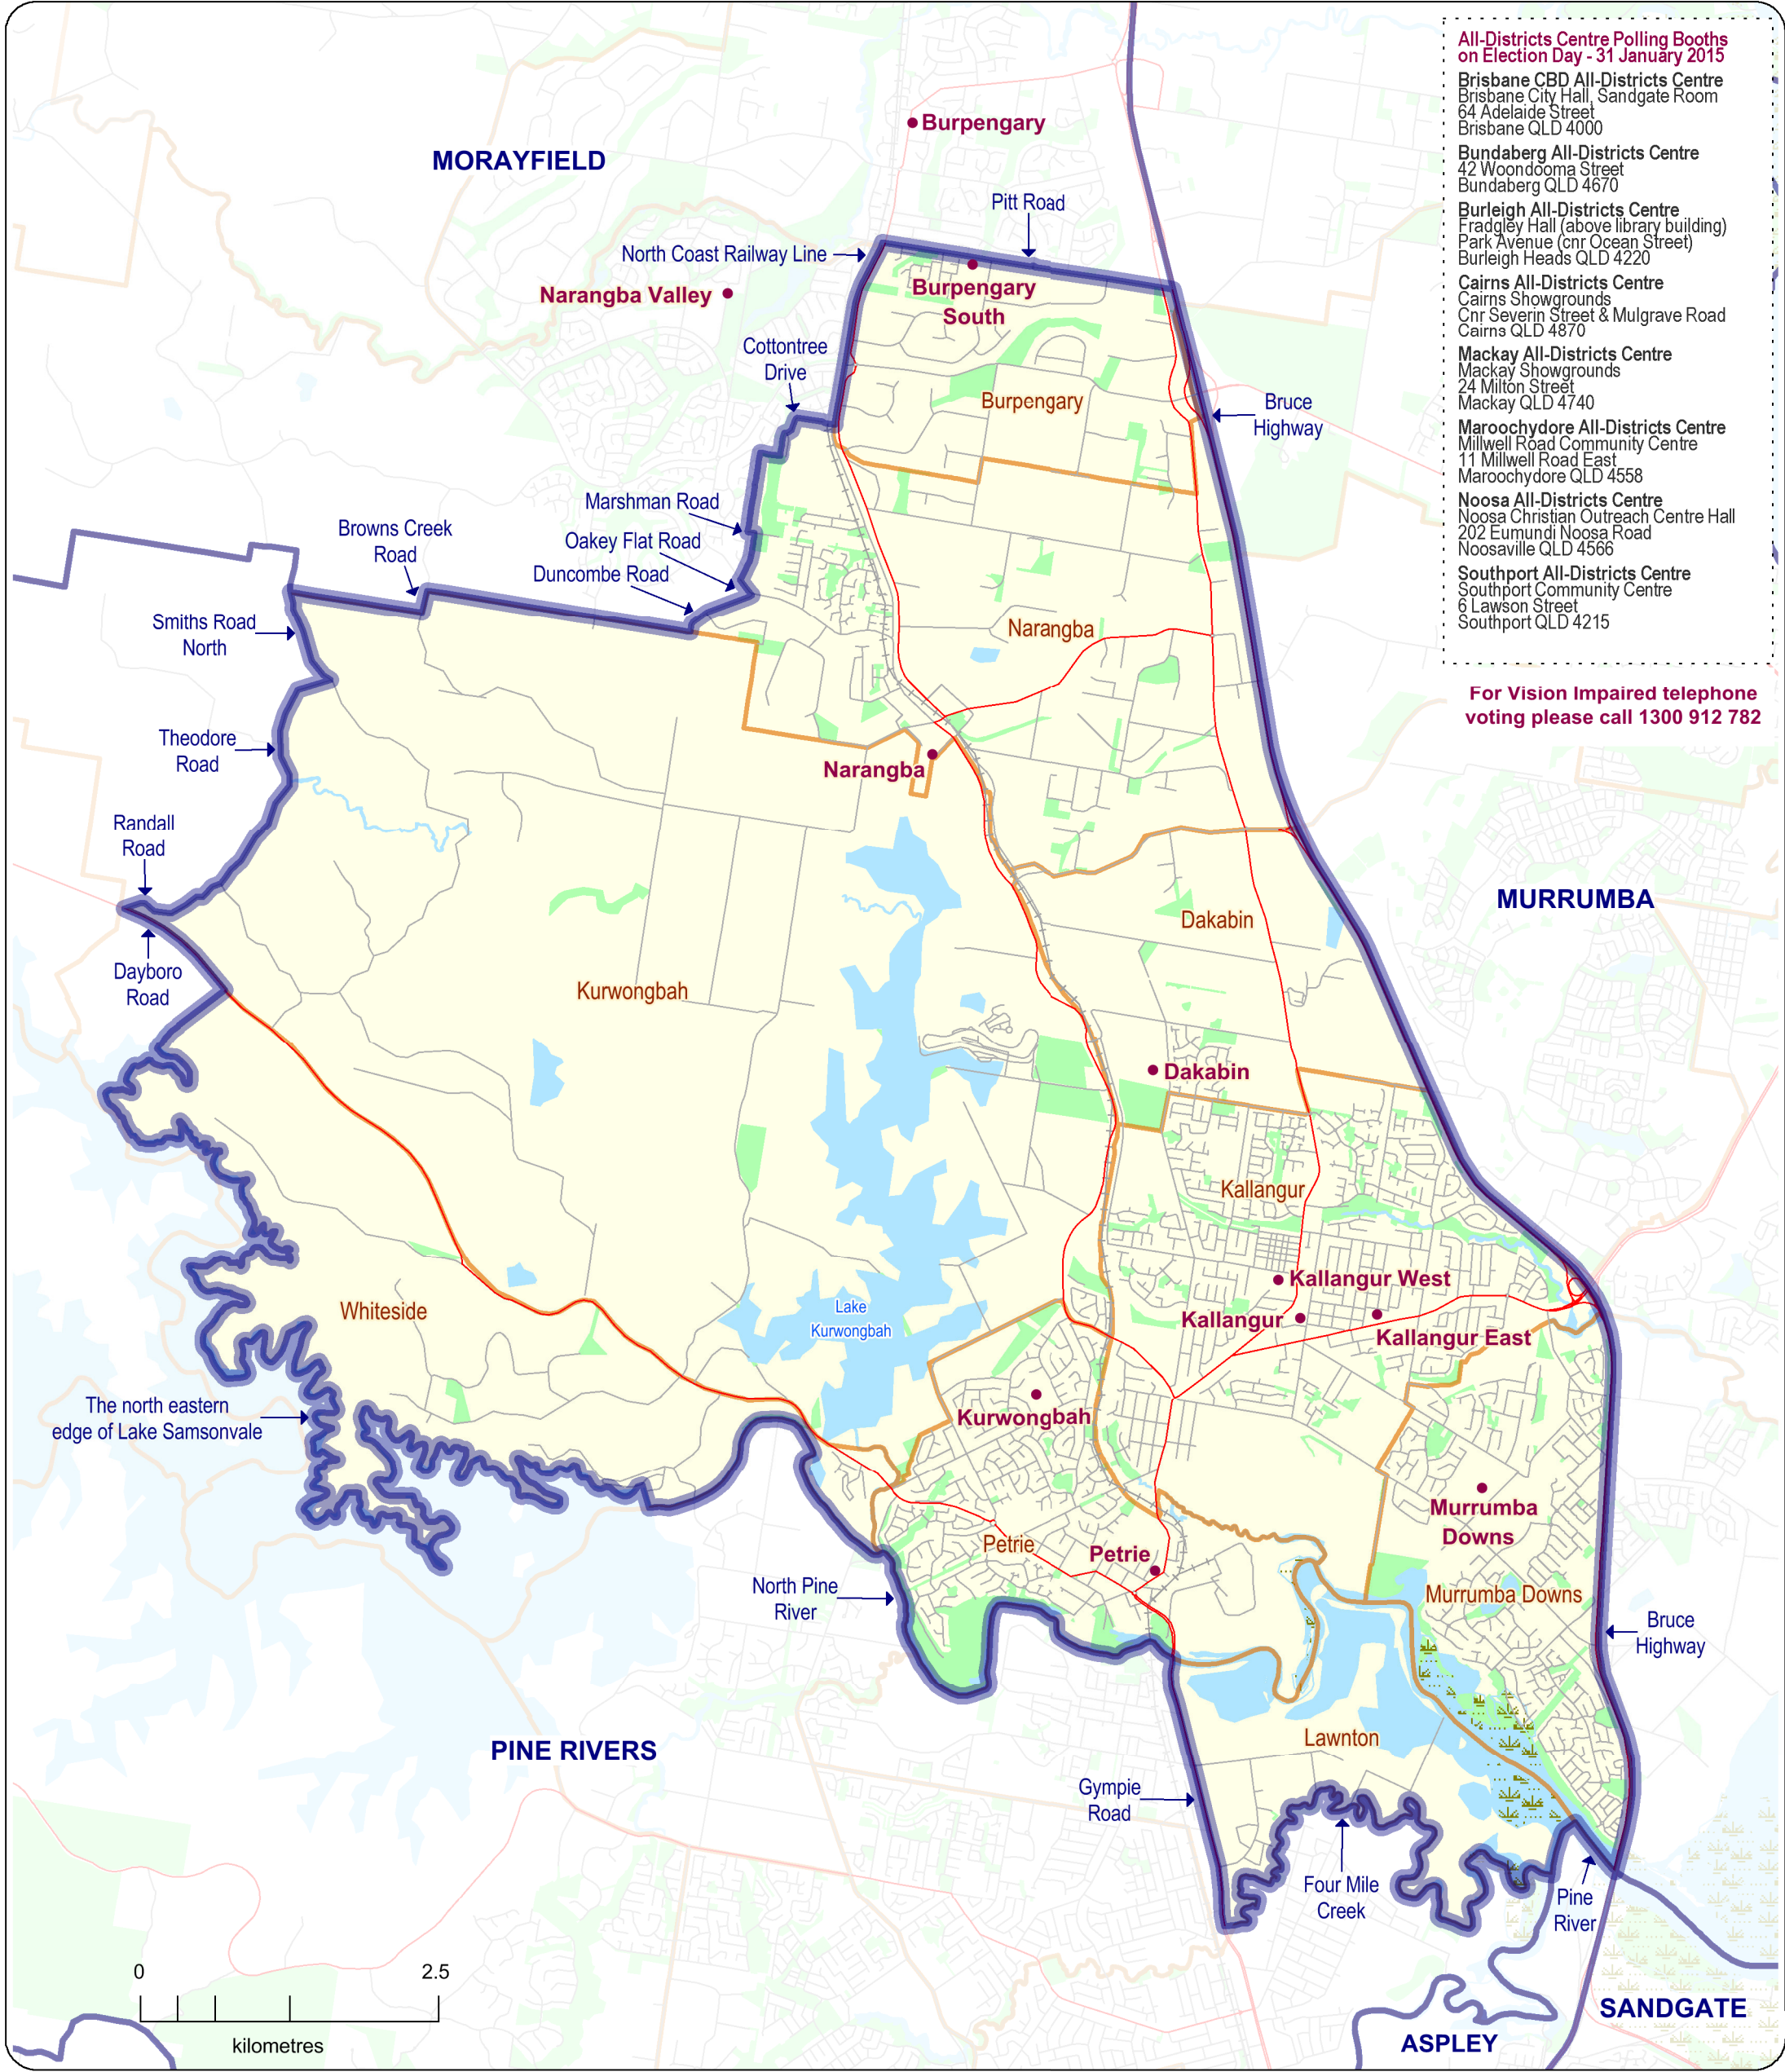 All-Districts Centre Polling Booths
on Election Day - 31 January 2015
Brisbane CBD All-Districts Centre
Brisbane City Hall, Sandgate Room
64 Adelaide Street
Brisbane QLD 4000
Bundaberg All-Districts Centre
42 Woondooma Street
Bundaberg QLD 4670
Burleigh All-Districts Centre
Fradgley Hall (above library building)
Park Avenue (cnr Ocean Street)
Burleigh Heads QLD 4220
Cairns All-Districts Centre
Cairns Showgrounds
Cnr Severin Street & Mulgrave Road
Cairns QLD 4870
Mackay All-Districts Centre
Mackay Showgrounds
24 Milton Street
Mackay QLD 4740
Maroochydore All-Districts Centre
Millwell Road Community Centre
11 Millwell Road East
Maroochydore QLD 4558
Noosa All-Districts Centre
Noosa Christian Outreach Centre Hall
202 Eumundi Noosa Road
Noosaville QLD 4566
Southport All-Districts Centre
Southport Community Centre
6 Lawson Street
Southport QLD 4215
For Vision Impaired telephone
voting please call 1300 912 782
Burpengary
MORAYFIELD
Pitt Road
North Coast Railway Line
Narangba Valley
Burpengary
South
Cottontree
Drive
Burpengary
Bruce
Highway
Marshman Road
Browns Creek
Road
Oakey Flat Road
Duncombe Road
Smiths Road
North
Narangba
Theodore
Road
Narangba
Randall
Road
MURRUMBA
Dakabin
Dayboro
Road
Kurwongbah
Dakabin
Kallangur
Kallangur West
Whiteside
Lake
Kurwongbah
Kallangur
Kallangur East
The north eastern
edge of Lake Samsonvale
Kurwongbah
Murrumba
Downs
Petrie
Petrie
North Pine
River
Murrumba Downs
Bruce
Highway
PINE RIVERS
Lawnton
Gympie
Road
Four Mile
Creek
Pine
River
0
2.5
kilometres
SANDGATE
ASPLEY